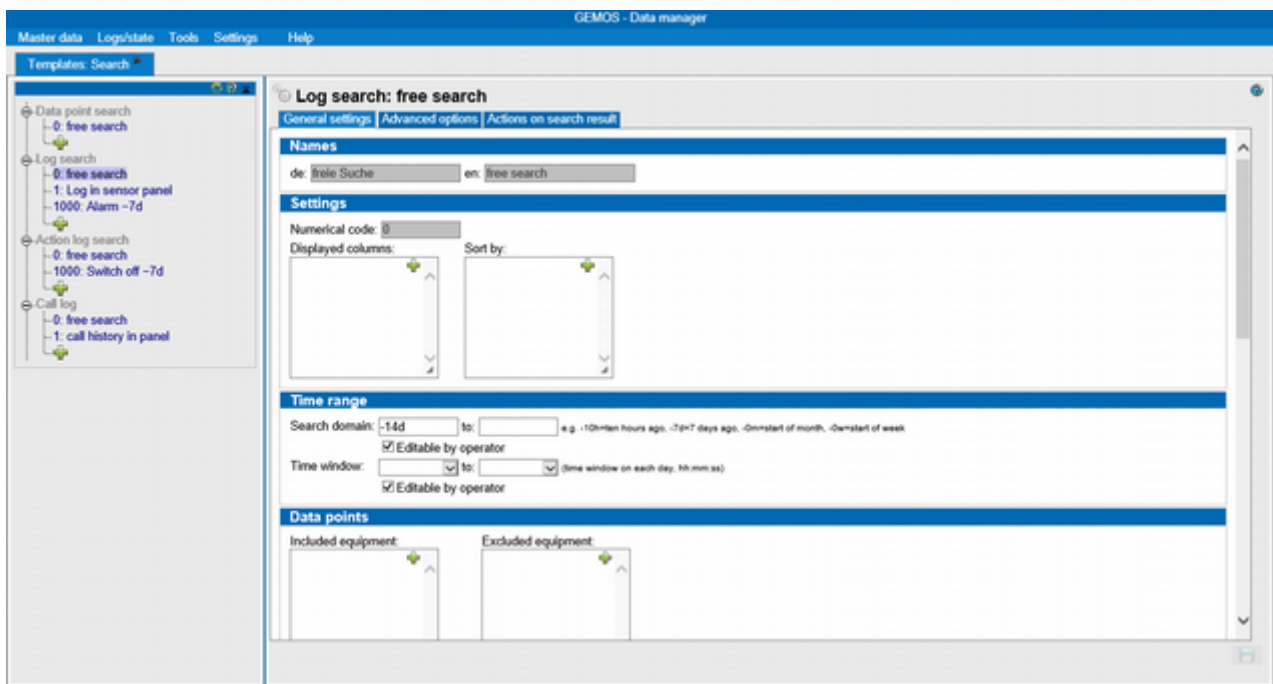 GEMOS - Data manager
Master data Logs/state Tools Settings Help
Templates: Search
Data point search
0: free search
Log search
0: free search
1: Log in sensor panel
1000: Alarm -7d
Action log search
0: free search
1000: Switch off -7d
Call log
0: free search
1: call history in panel
Log search: free search
General settings Advanced options Actions on search result
Names
de: freie Suche en: free search
Settings
Numerical code: 0
Displayed columns: Sort by:
Time range
Search domain: -14d to: e.g. -10h=ten hours ago, -7d=7 days ago, -0m=start of month, -0w=start of week
Editable by operator
Time window: to: (time window on each day, hh:mm:ss)
Editable by operator
Data points
Included equipment: Excluded equipment: